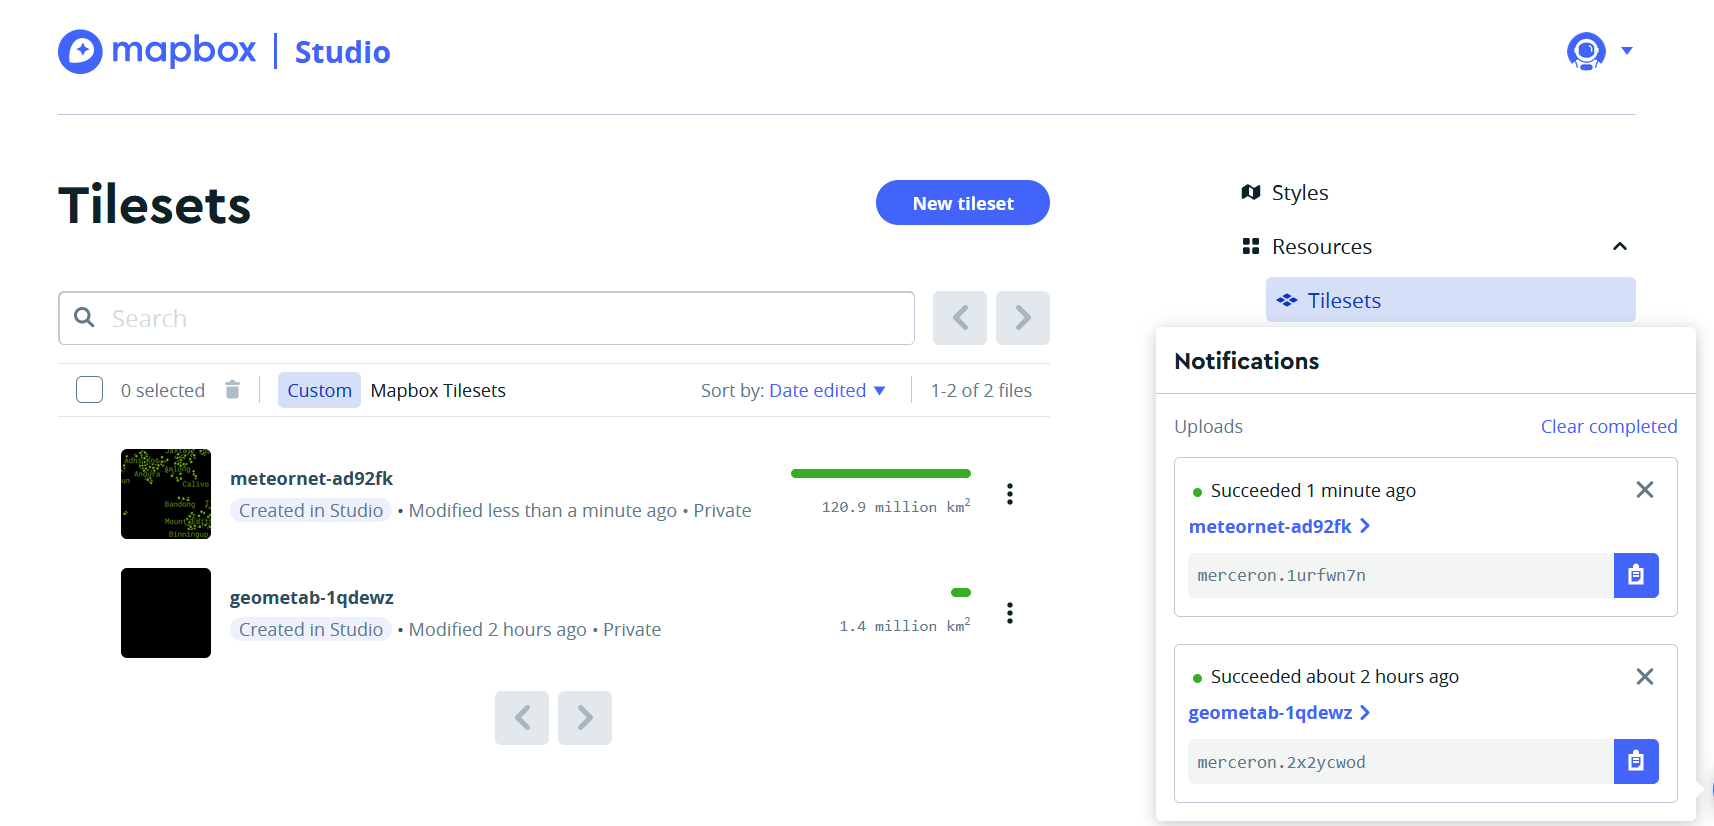 mapbox | Studio
Tilesets
New tileset
Styles
Resources
Tilesets
Search
0 selected
Custom
Mapbox Tilesets
Sort by: Date edited
1-2 of 2 files
meteornet-ad92fk
Created in Studio • Modified less than a minute ago • Private
120.9 million km²
geometab-1qdewz
Created in Studio • Modified 2 hours ago • Private
1.4 million km²
Calivo
Bandong
Binningup
Notifications
Uploads
Clear completed
Succeeded 1 minute ago
meteornet-ad92fk
merceron.1urfwn7n
Succeeded about 2 hours ago
geometab-1qdewz
merceron.2x2ycwod